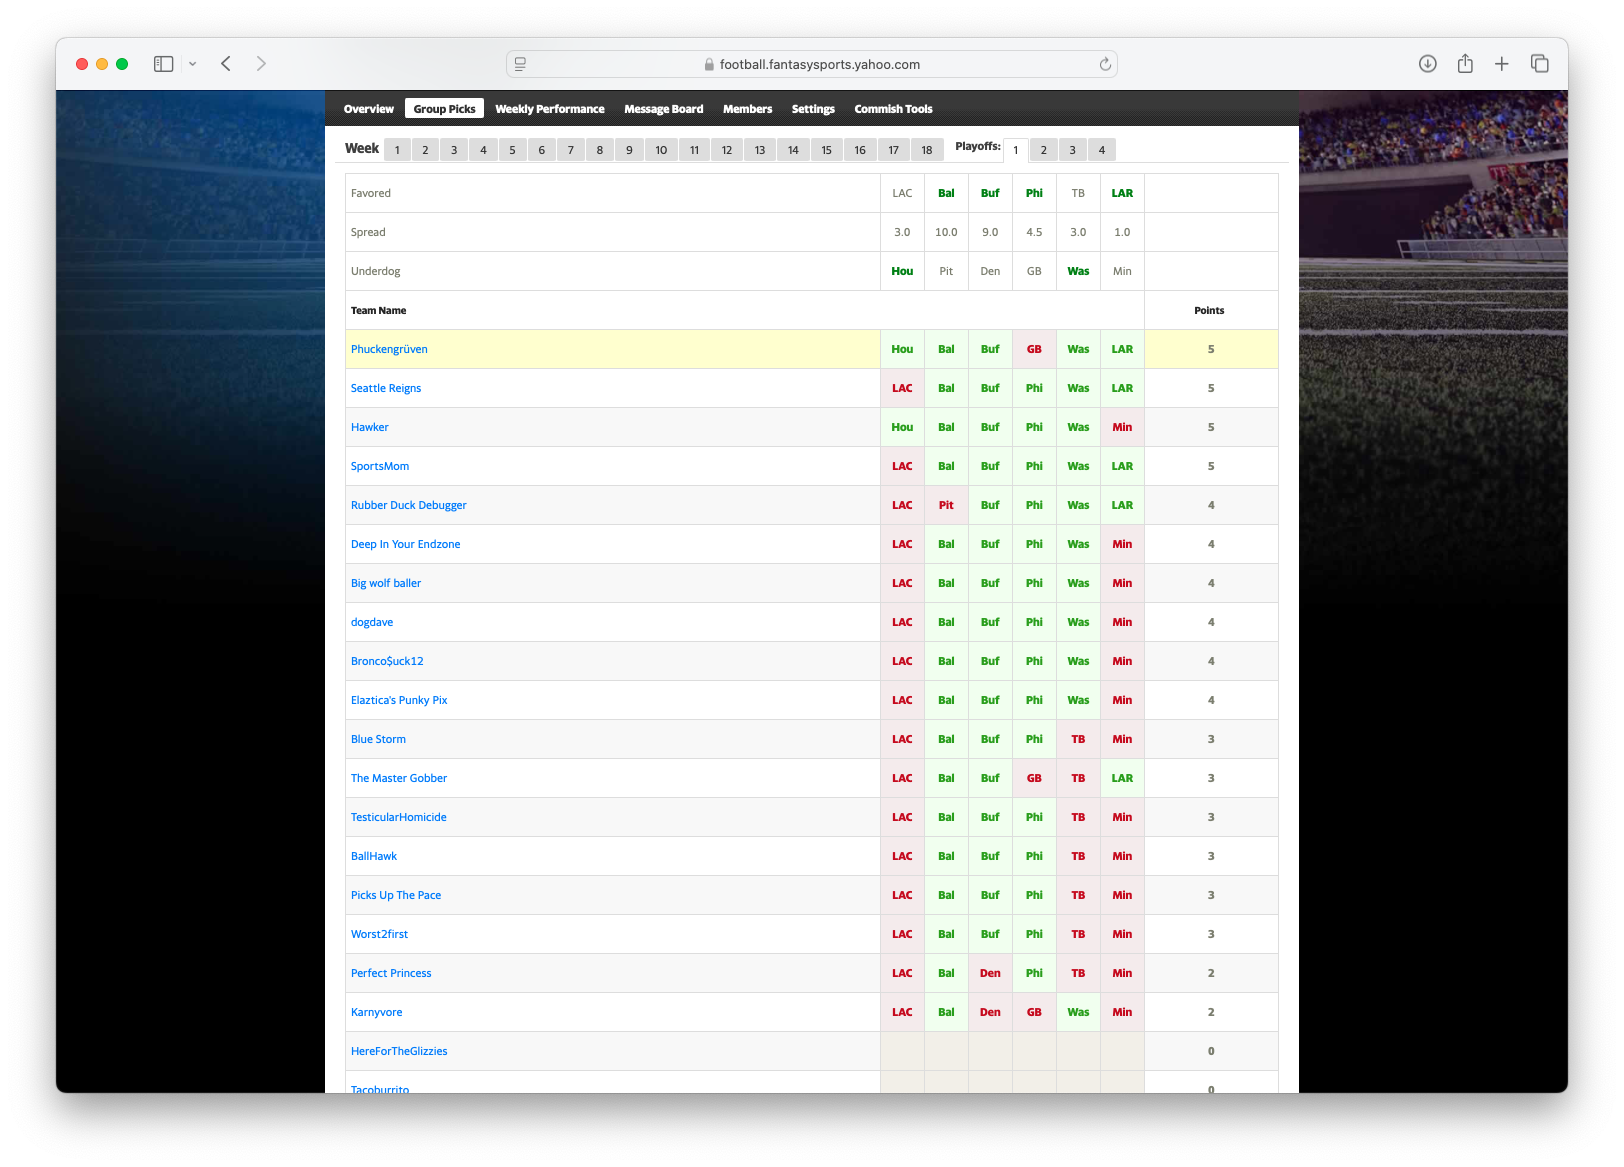 football.fantasysports.yahoo.com
Overview Group Picks Weekly Performance Message Board Members Settings Commish Tools
Week 1 2 3 4 5 6 7 8 9 10 11 12 13 14 15 16 17 18 Playoffs: 1 2 3 4
Favored LAC Bal Buf Phi TB LAR
Spread 3.0 10.0 9.0 4.5 3.0 1.0
Underdog Hou Pit Den GB Was Min
Team Name Points
Phuckengrüven Hou Bal Buf GB Was LAR 5
Seattle Reigns LAC Bal Buf Phi Was LAR 5
Hawker Hou Bal Buf Phi Was Min 5
SportsMom LAC Bal Buf Phi Was LAR 5
Rubber Duck Debugger LAC Pit Buf Phi Was LAR 4
Deep In Your Endzone LAC Bal Buf Phi Was Min 4
Big wolf baller LAC Bal Buf Phi Was Min 4
dogdave LAC Bal Buf Phi Was Min 4
Bronco$uck12 LAC Bal Buf Phi Was Min 4
Elaztica's Punky Pix LAC Bal Buf Phi Was Min 4
Blue Storm LAC Bal Buf Phi TB Min 3
The Master Gobber LAC Bal Buf GB TB LAR 3
TesticularHomicide LAC Bal Buf Phi TB Min 3
BallHawk LAC Bal Buf Phi TB Min 3
Picks Up The Pace LAC Bal Buf Phi TB Min 3
Worst2first LAC Bal Buf Phi TB Min 3
Perfect Princess LAC Bal Den Phi TB Min 2
Karnyvore LAC Bal Den GB Was Min 2
HereForTheGlizzies 0
Tacoburrito 0